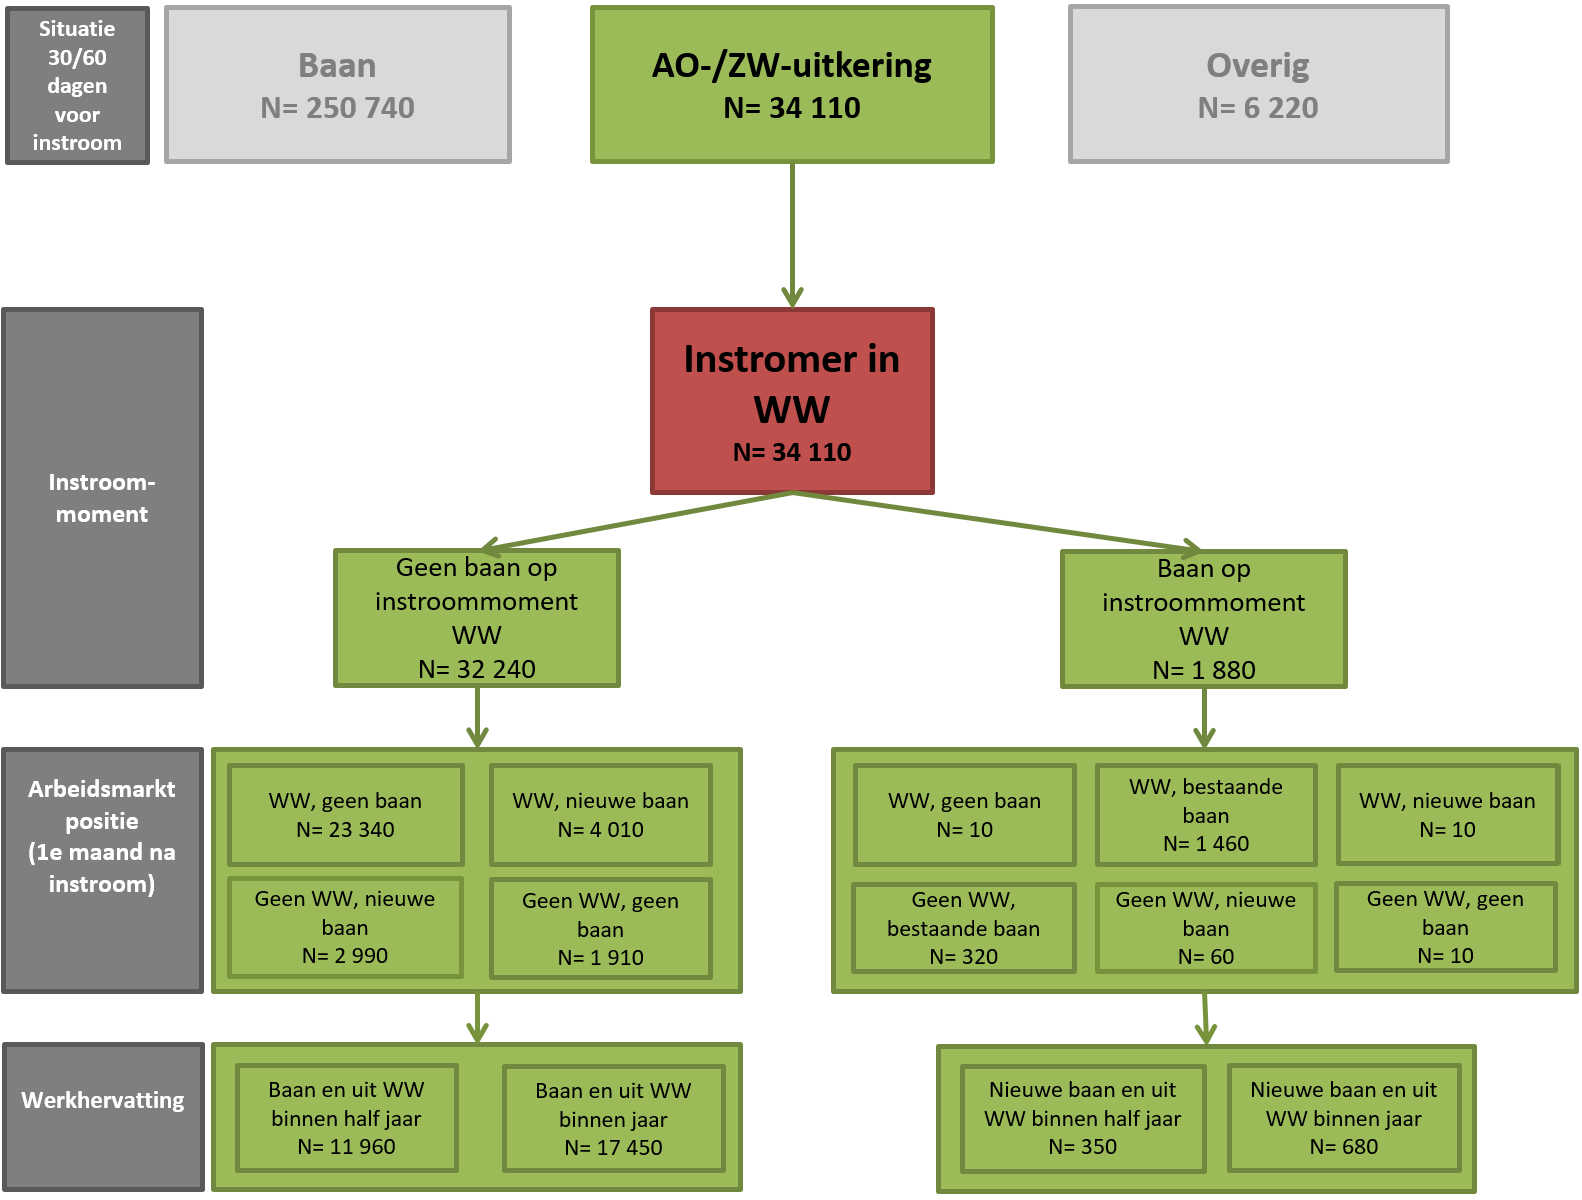 Situatie
30/60
dagen
voor
instroom
Baan
N= 250 740
AO-/ZW-uitkering
N= 34 110
Overig
N= 6 220
Instroom-
moment
Instromer in
WW
N= 34 110
Geen baan op
instroommoment
WW
N= 32 240
Baan op
instroommoment
WW
N= 1 880
Arbeidsmarkt
positie
(1e maand na
instroom)
WW, geen baan
N= 23 340
WW, nieuwe baan
N= 4 010
Geen WW, nieuwe
baan
N= 2 990
Geen WW, geen
baan
N= 1 910
WW, geen baan
N= 10
WW, bestaande
baan
N= 1 460
WW, nieuwe baan
N= 10
Geen WW,
bestaande baan
N= 320
Geen WW, nieuwe
baan
N= 60
Geen WW, geen
baan
N= 10
Werkhervatting
Baan en uit WW
binnen half jaar
N= 11 960
Baan en uit WW
binnen jaar
N= 17 450
Nieuwe baan en uit
WW binnen half jaar
N= 350
Nieuwe baan en uit
WW binnen jaar
N= 680